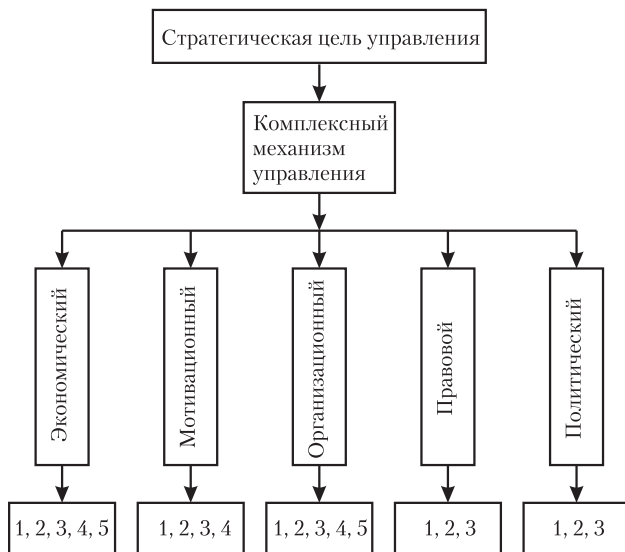 Стратегическая цель управления
Комплексный
механизм
управления
Экономический
Мотивационный
Организационный
Правовой
Политический
1, 2, 3, 4, 5
1, 2, 3, 4
1, 2, 3, 4, 5
1, 2, 3
1, 2, 3